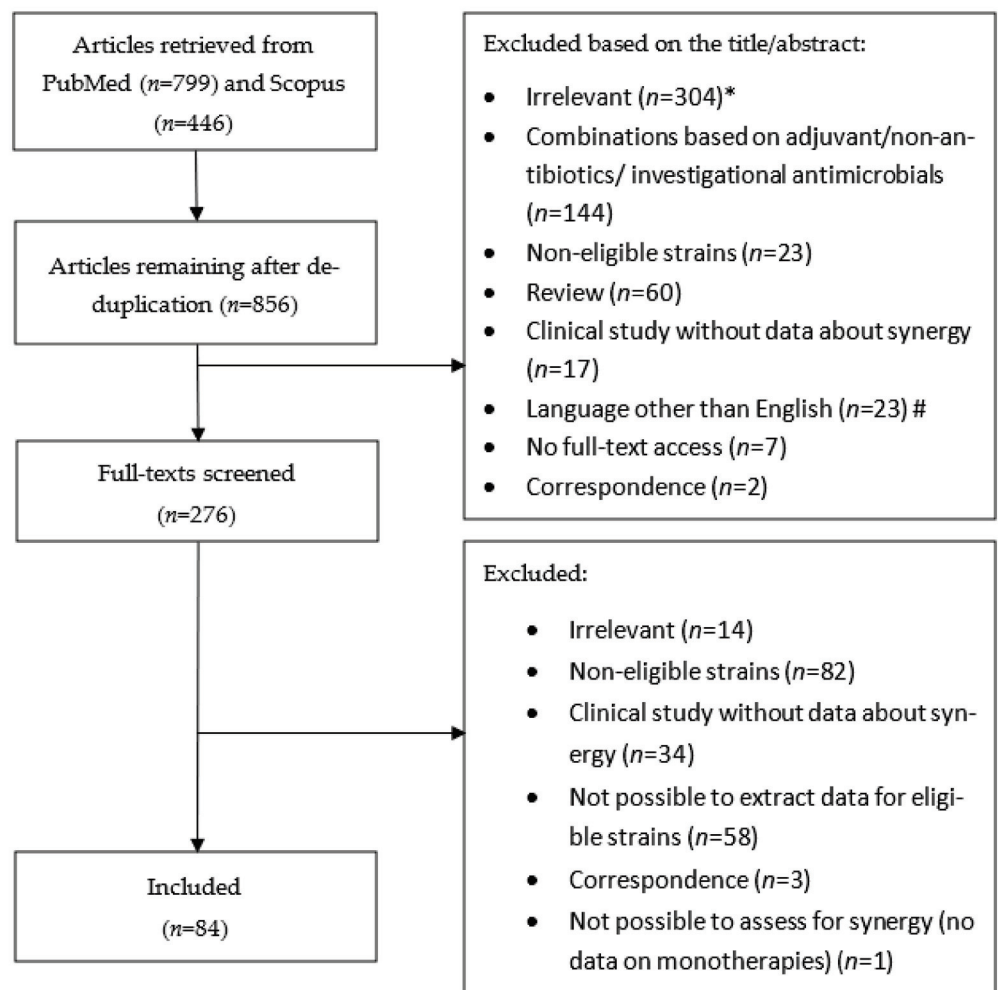 Articles retrieved from
PubMed (n=799) and Scopus
(n=446)
Articles remaining after de-
duplication (n=856)
Excluded based on the title/abstract:
• Irrelevant (n=304)*
• Combinations based on adjuvant/non-an-
tibiotics/ investigational antimicrobials
(n=144)
• Non-eligible strains (n=23)
• Review (n=60)
• Clinical study without data about synergy
(n=17)
• Language other than English (n=23) #
• No full-text access (n=7)
• Correspondence (n=2)
Full-texts screened
(n=276)
Excluded:
• Irrelevant (n=14)
• Non-eligible strains (n=82)
• Clinical study without data about syn-
ergy (n=34)
• Not possible to extract data for eligi-
ble strains (n=58)
• Correspondence (n=3)
• Not possible to assess for synergy (no
data on monotherapies) (n=1)
Included
(n=84)